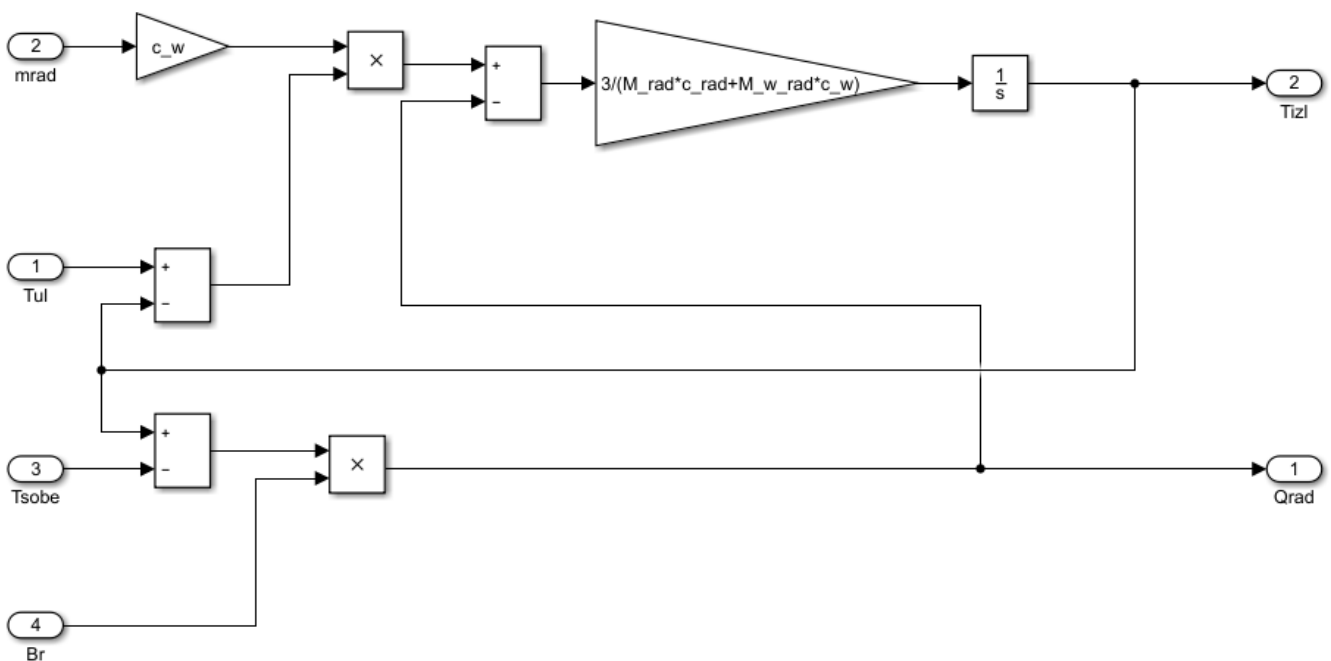 2
mrad
c_w
×
+
−
3/(M_rad*c_rad+M_w_rad*c_w)
1
s
2
Tizl
1
Tul
+
−
3
Tsobe
+
−
×
1
Qrad
4
Br